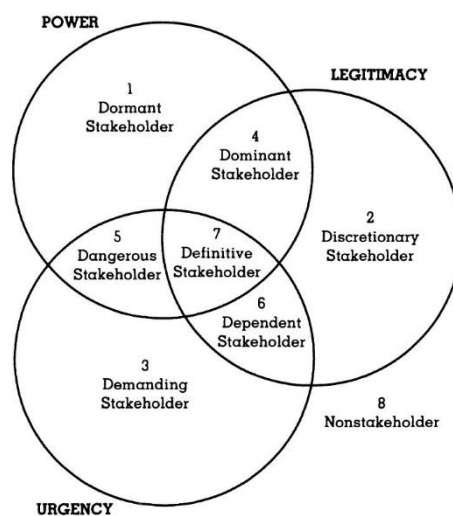 POWER
LEGITIMACY
1
Dormant
Stakeholder
4
Dominant
Stakeholder
2
Discretionary
Stakeholder
5
Dangerous
Stakeholder
7
Definitive
Stakeholder
6
Dependent
Stakeholder
3
Demanding
Stakeholder
8
Nonstakeholder
URGENCY